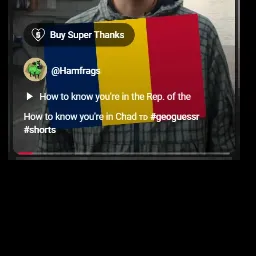 Buy Super Thanks
@Hamfrags
How to know you're in the Rep. of the
How to know you're in Chad 🇹🇩 #geoguessr
#shorts